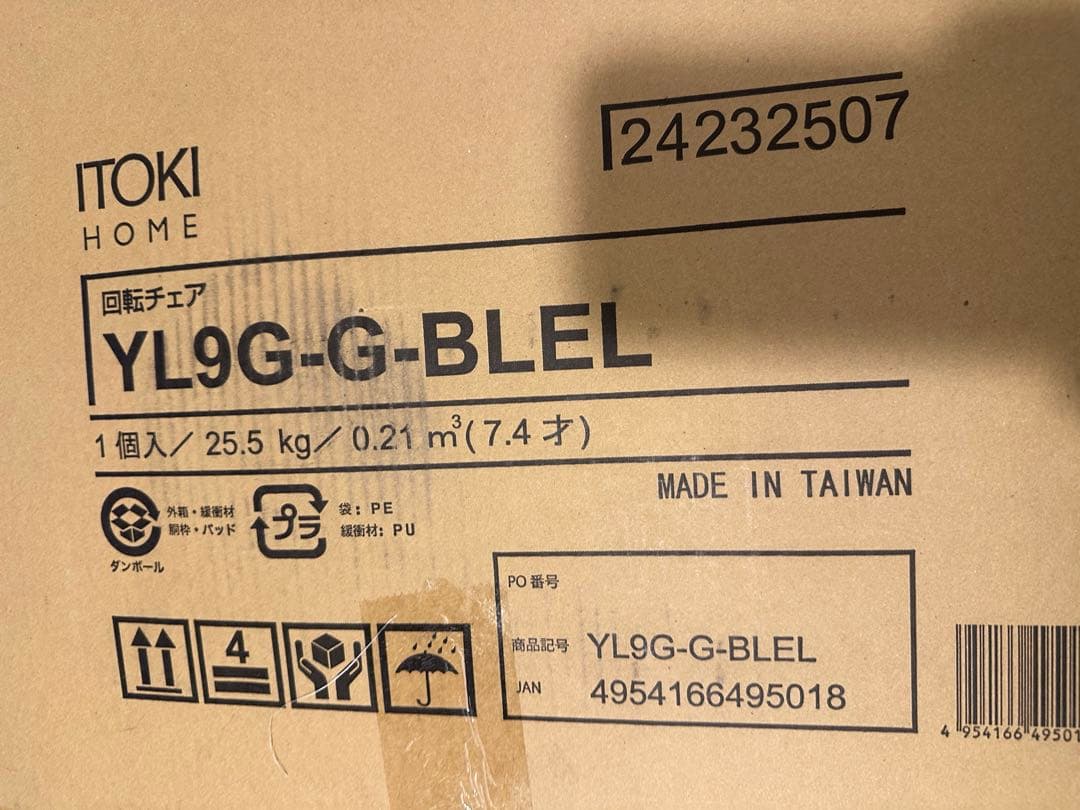 24232507
ITOKI
HOME
回転チェア
YL9G-G-BLEL
1個入／ 25.5 kg／ 0.21 m³(7.4 才)
MADE IN TAIWAN
外箱・緩衝材
胴枠・パッド
ダンボール
プラ
袋: PE
緩衝材: PU
4
PO番号
商品記号 YL9G-G-BLEL
JAN 4954166495018
4 954166 49501